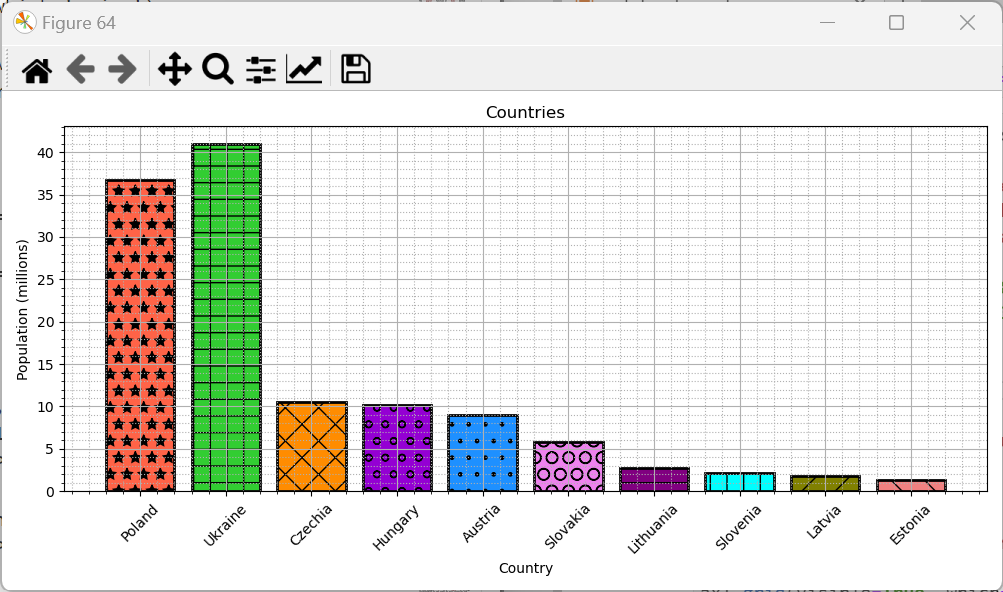 Figure 64
Countries
40
35
30
25
20
15
10
5
0
Population (millions)
Poland
Ukraine
Czechia
Hungary
Austria
Slovakia
Lithuania
Slovenia
Latvia
Estonia
Country